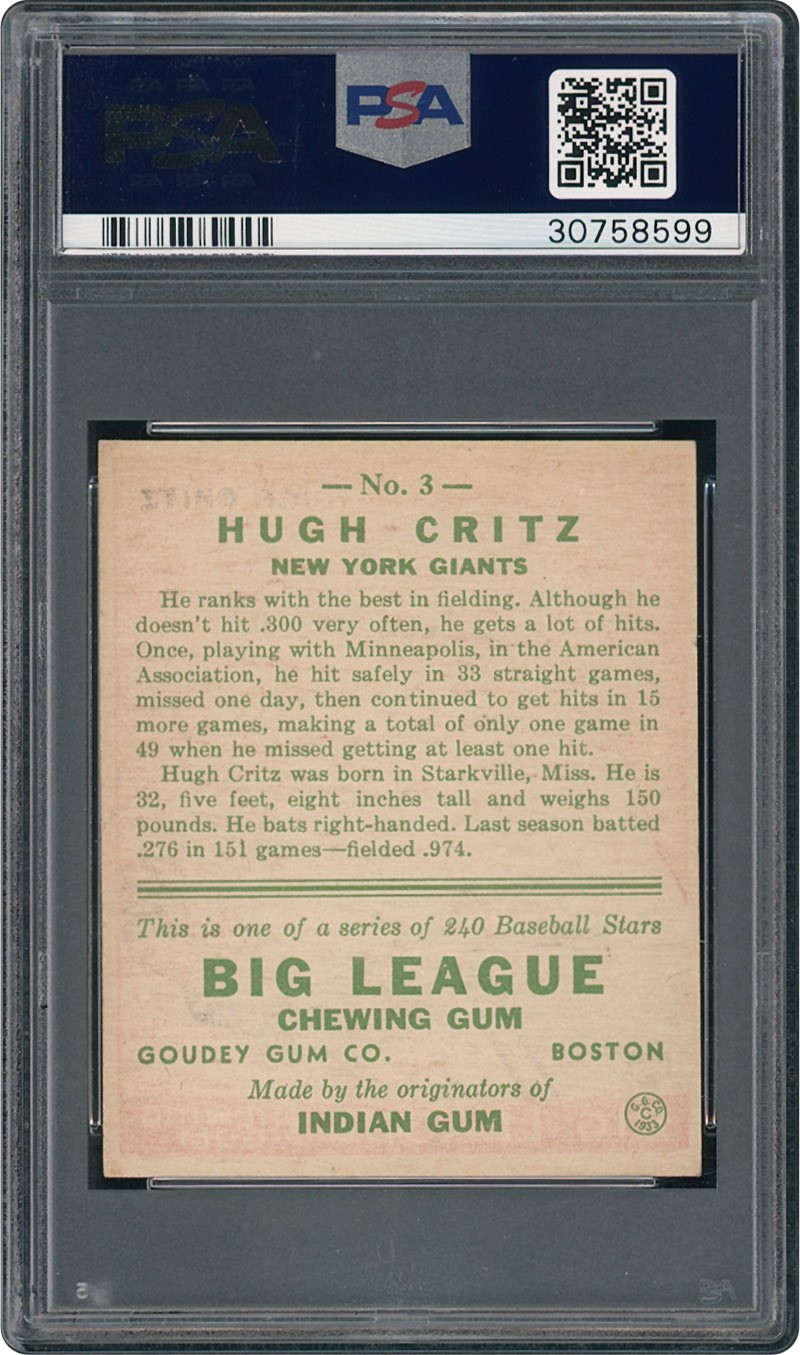 PSA
PSA
30758599
— No. 3 —
HUGH CRITZ
NEW YORK GIANTS
He ranks with the best in fielding. Although he
doesn't hit .300 very often, he gets a lot of hits.
Once, playing with Minneapolis, in the American
Association, he hit safely in 33 straight games,
missed one day, then continued to get hits in 15
more games, making a total of only one game in
49 when he missed getting at least one hit.
Hugh Critz was born in Starkville, Miss. He is
32, five feet, eight inches tall and weighs 150
pounds. He bats right-handed. Last season batted
.276 in 151 games—fielded .974.
This is one of a series of 240 Baseball Stars
BIG LEAGUE
CHEWING GUM
GOUDEY GUM CO. BOSTON
Made by the originators of
INDIAN GUM
G. G. CO.
C
1933
PSA